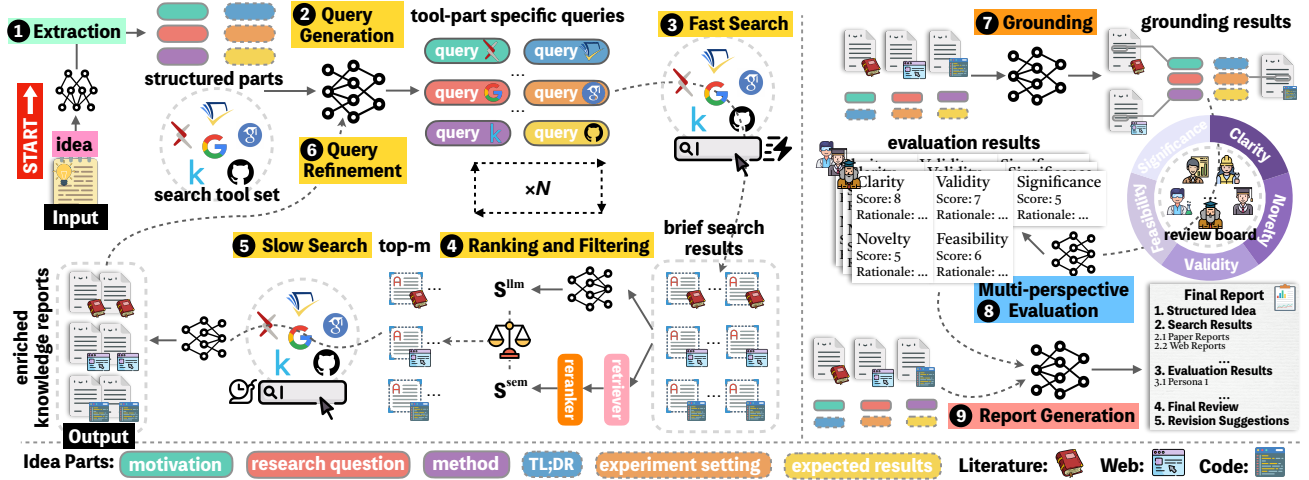 1 Extraction
START →
idea
Input
structured parts
search tool set
k
2 Query
Generation
6 Query
Refinement
tool-part specific queries
query
query
...
query
query
...
query k
query
×N
3 Fast Search
k
brief search
results
4 Ranking and Filtering
S^llm
S^sem
reranker
retriever
top-m
5 Slow Search
k
enriched
knowledge reports
Output
7 Grounding
grounding results
evaluation results
Clarity
Score: 8
Rationale: ...
Validity
Score: 7
Rationale: ...
Significance
Score: 5
Rationale: ...
Novelty
Score: 5
Rationale: ...
Feasibility
Score: 6
Rationale: ...
Significance
Clarity
Novelty
Validity
Feasibility
review board
Multi-perspective
8 Evaluation
9 Report Generation
Final Report
1. Structured Idea
2. Search Results
2.1 Paper Reports
2.2 Web Reports
...
3. Evaluation Results
3.1 Persona 1
...
4. Final Review
5. Revision Suggestions
Idea Parts: motivation research question method TL;DR experiment setting expected results Literature: Web: Code: